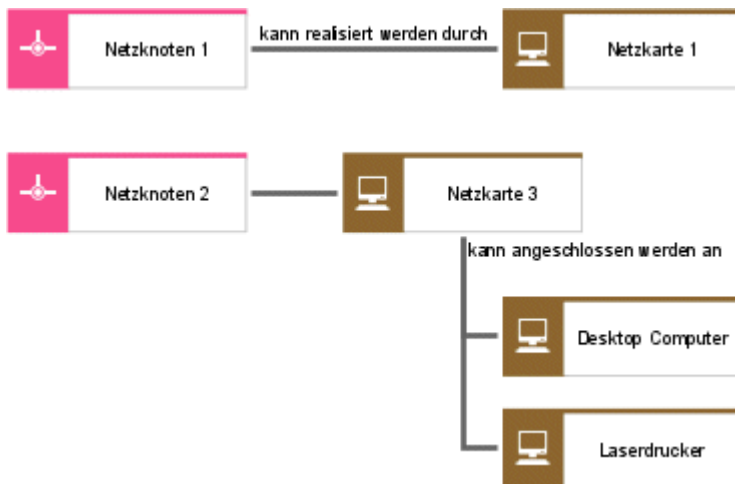 Netzknoten 1
kann realisiert werden durch
Netzkarte 1
Netzknoten 2
Netzkarte 3
kann angeschlossen werden an
Desktop Computer
Laserdrucker